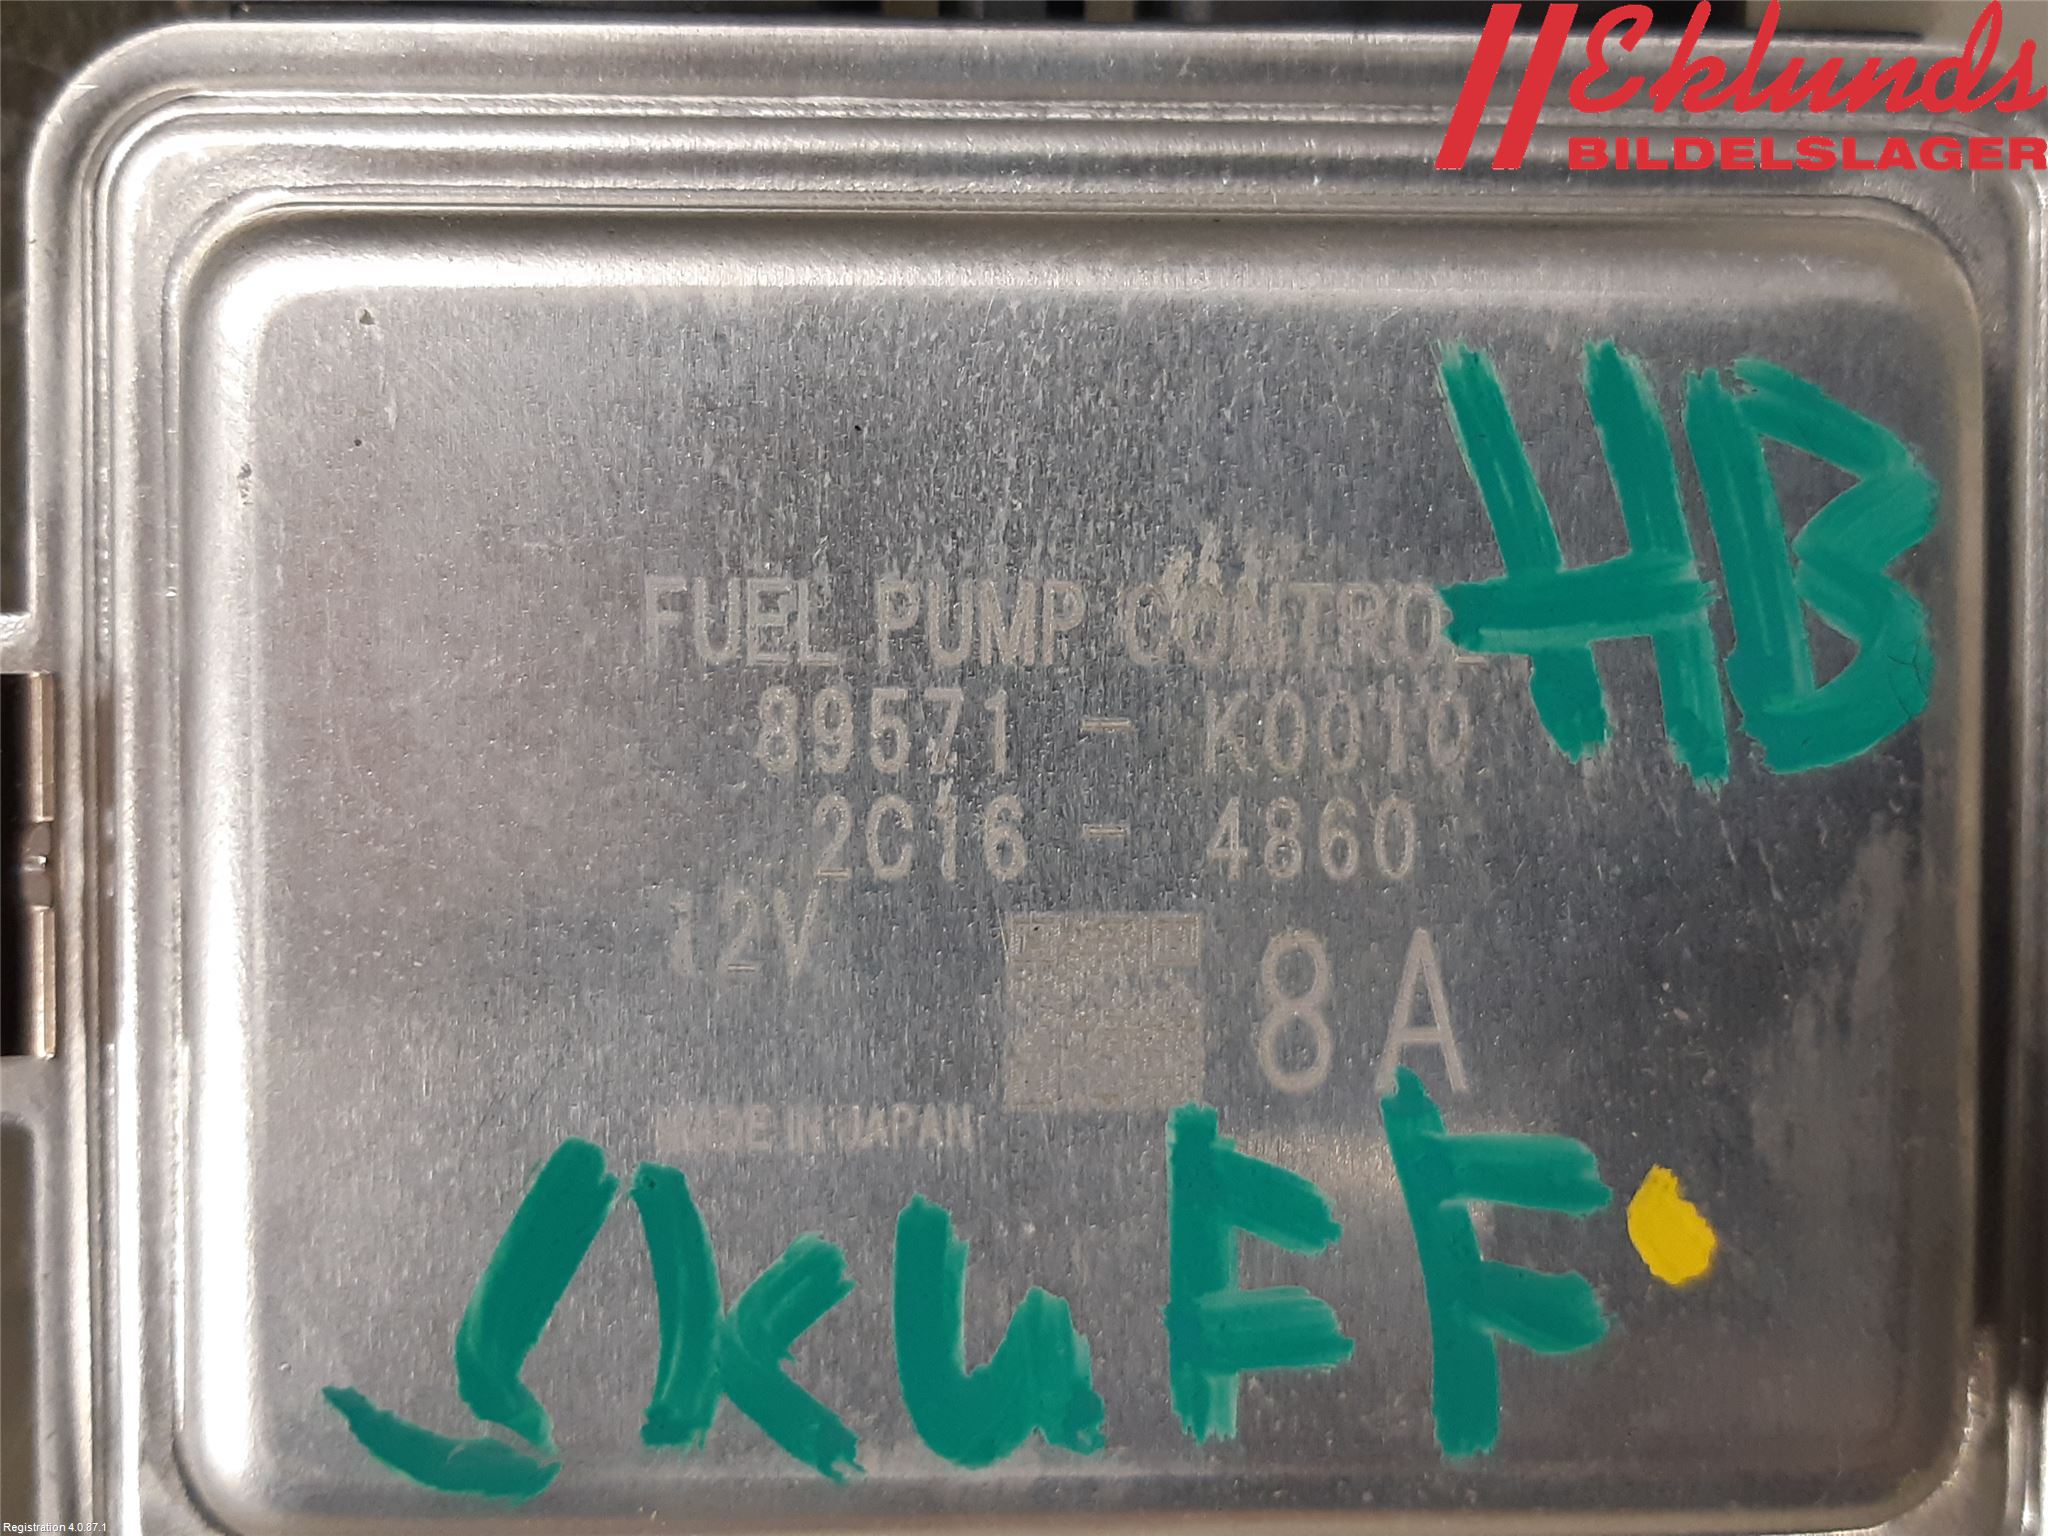 Eklunds
BILDELSLAGER
HB
FUEL PUMP CONTROL
89571 - K0010
2C16 - 4860
12V
8A
MADE IN JAPAN
SKUFF
Registration 4.0.87.1